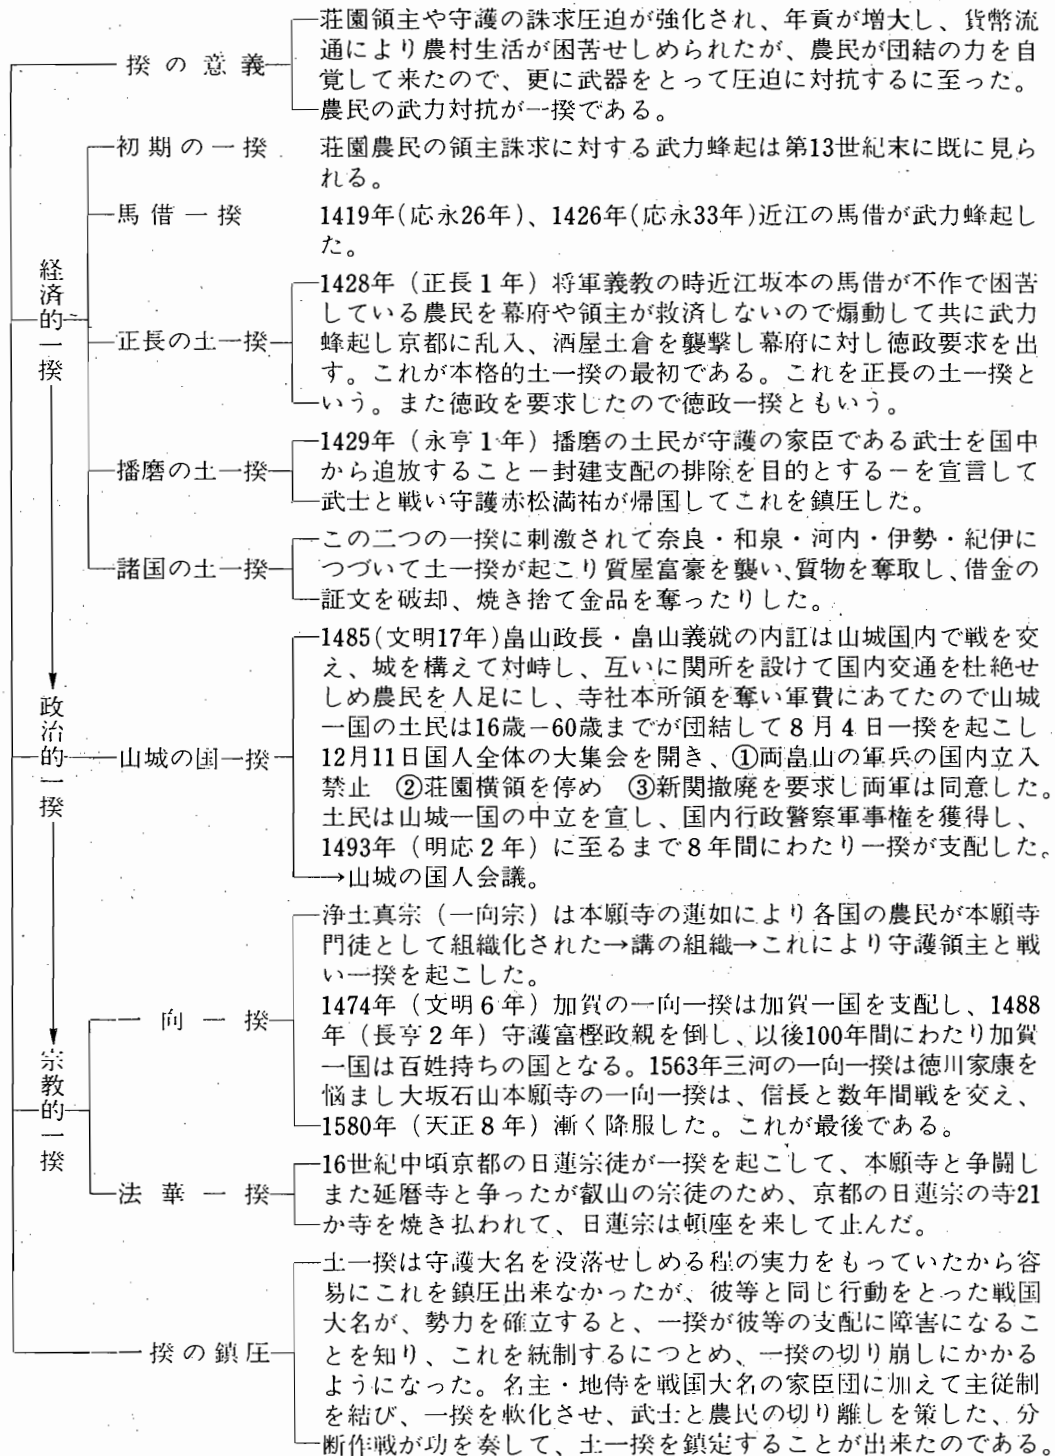 荘園領主や守護の誅求圧迫が強化され、年貢が増大し、貨幣流
通により農村生活が困苦せしめられたが、農民が団結の力を自
揆の意義
覚して来たので、更に武器をとって圧迫に対抗するに至った。
農民の武力対抗が一揆である。
経済的一揆
初期の一揆
荘園農民の領主誅求に対する武力蜂起は第13世紀末に既に見ら
れる。
馬借一揆
1419年(応永26年)、1426年(応永33年)近江の馬借が武力蜂起し
た。
正長の土一揆
1428年（正長1年）将軍義教の時近江坂本の馬借が不作で困苦
している農民を幕府や領主が救済しないので煽動して共に武力
蜂起し京都に乱入、酒屋土倉を襲撃し幕府に対し徳政要求を出
す。これが本格的土一揆の最初である。これを正長の土一揆と
いう。また徳政を要求したので徳政一揆ともいう。
播磨の土一揆
1429年（永亨1年）播磨の土民が守護の家臣である武士を国中
から追放すること－封建支配の排除を目的とする－を宣言して
武士と戦い守護赤松満祐が帰国してこれを鎮圧した。
諸国の土一揆
この二つの一揆に刺激されて奈良・和泉・河内・伊勢・紀伊に
つづいて土一揆が起こり質屋富豪を襲い、質物を奪取し、借金の
証文を破却、焼き捨て金品を奪ったりした。
政治的一揆
山城の国一揆
1485(文明17年)畠山政長・畠山義就の内訌は山城国内で戦を交
え、城を構えて対峙し、互いに関所を設けて国内交通を杜絶せ
しめ農民を人足にし、寺社本所領を奪い軍費にあてたので山城
一国の土民は16歳－60歳までが団結して8月4日一揆を起こし
12月11日国人全体の大集会を開き、①両畠山の軍兵の国内立入
禁止　②荘園横領を停め　③新関撤廃を要求し両軍は同意した。
土民は山城一国の中立を宣し、国内行政警察軍事権を獲得し、
1493年（明応2年）に至るまで8年間にわたり一揆が支配した。
→山城の国人会議。
宗教的一揆
一向一揆
浄土真宗（一向宗）は本願寺の蓮如により各国の農民が本願寺
門徒として組織化された→講の組織→これにより守護領主と戦
い一揆を起こした。
1474年（文明6年）加賀の一向一揆は加賀一国を支配し、1488
年（長亨2年）守護富樫政親を倒し、以後100年間にわたり加賀
一国は百姓持ちの国となる。1563年三河の一向一揆は徳川家康を
悩まし大坂石山本願寺の一向一揆は、信長と数年間戦を交え、
1580年（天正8年）漸く降服した。これが最後である。
法華一揆
16世紀中頃京都の日蓮宗徒が一揆を起こして、本願寺と争闘し
また延暦寺と争ったが叡山の宗徒のため、京都の日蓮宗の寺21
か寺を焼き払われて、日蓮宗は頓座を来して止んだ。
一揆の鎮圧
土一揆は守護大名を没落せしめる程の実力をもっていたから容
易にこれを鎮圧出来なかったが、彼等と同じ行動をとった戦国
大名が、勢力を確立すると、一揆が彼等の支配に障害になるこ
とを知り、これを統制するにつとめ、一揆の切り崩しにかかる
ようになった。名主・地侍を戦国大名の家臣団に加えて主従制
を結び、一揆を軟化させ、武士と農民の切り離しを策した、分
断作戦が功を奏して、土一揆を鎮定することが出来たのである。